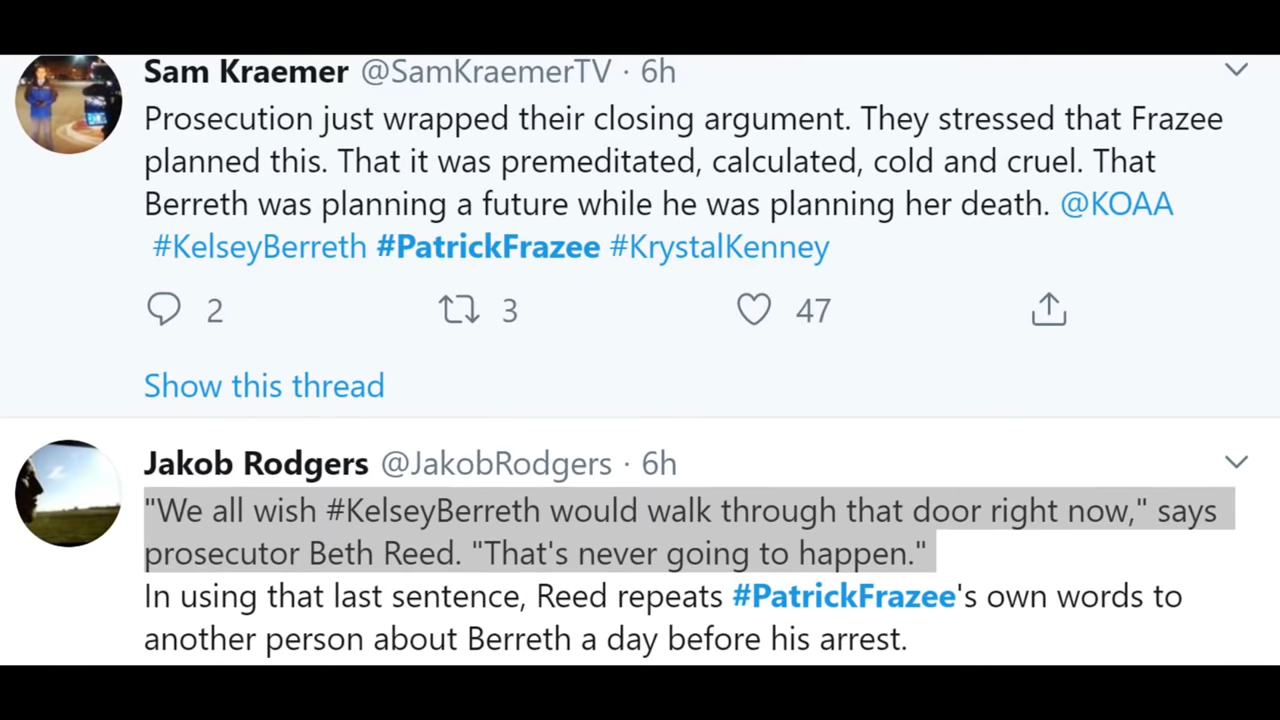 Sam Kraemer @SamKraemerTV · 6h
Prosecution just wrapped their closing argument. They stressed that Frazee
planned this. That it was premeditated, calculated, cold and cruel. That
Berreth was planning a future while he was planning her death. @KOAA
#KelseyBerreth #PatrickFrazee #KrystalKenney
2 3 47
Show this thread
Jakob Rodgers @JakobRodgers · 6h
"We all wish #KelseyBerreth would walk through that door right now," says
prosecutor Beth Reed. "That's never going to happen."
In using that last sentence, Reed repeats #PatrickFrazee's own words to
another person about Berreth a day before his arrest.